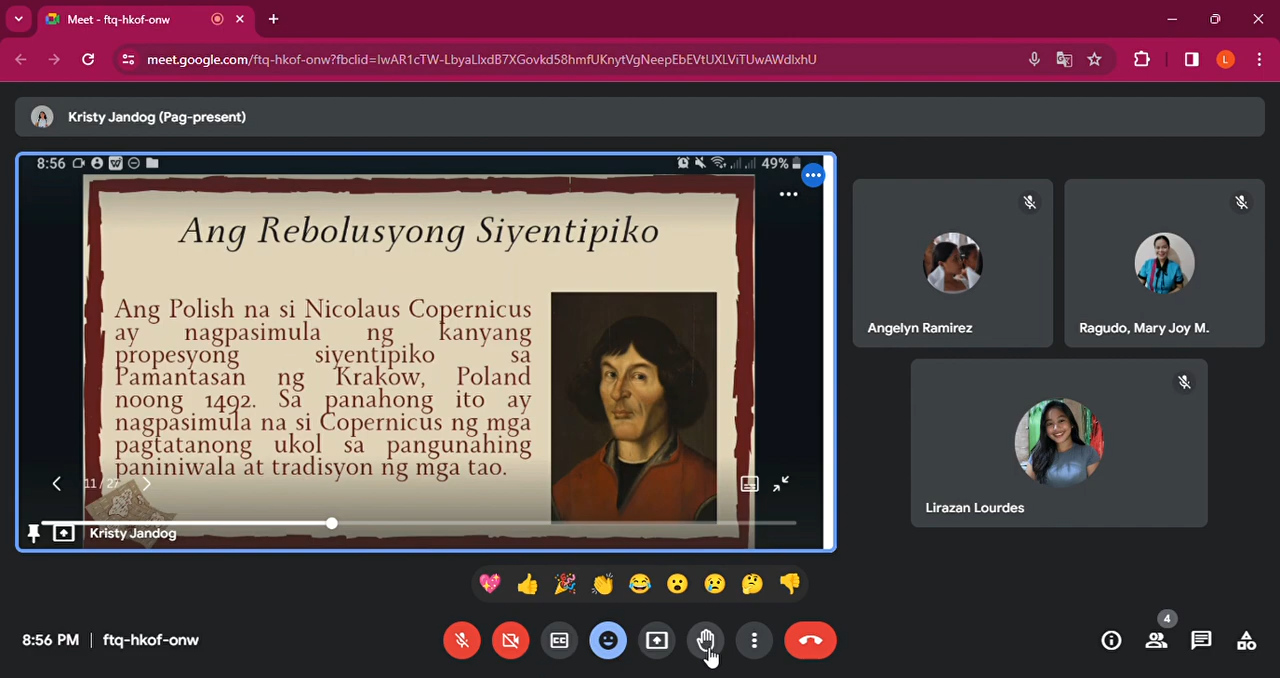 Meet - ftq-hkof-onw
meet.google.com/ftq-hkof-onw?fbclid=IwAR1cTW-LbyaLlxdB7XGovkd58hmfUKnytVgNeepEbEVtUXLViTUwAWdlxhU
L
Kristy Jandog (Pag-present)
8:56
49%
Ang Rebolusyong Siyentipiko
Ang Polish na si Nicolaus Copernicus
ay nagpasimula ng kanyang
propesyong siyentipiko sa
Pamantasan ng Krakow, Poland
noong 1492. Sa panahong ito ay
nagpasimula na si Copernicus ng mga
pagtatanong ukol sa pangunahing
paniniwala at tradisyon ng mga tao.
11 / 27
Kristy Jandog
Angelyn Ramirez
Ragudo, Mary Joy M.
Lirazan Lourdes
8:56 PM | ftq-hkof-onw
4